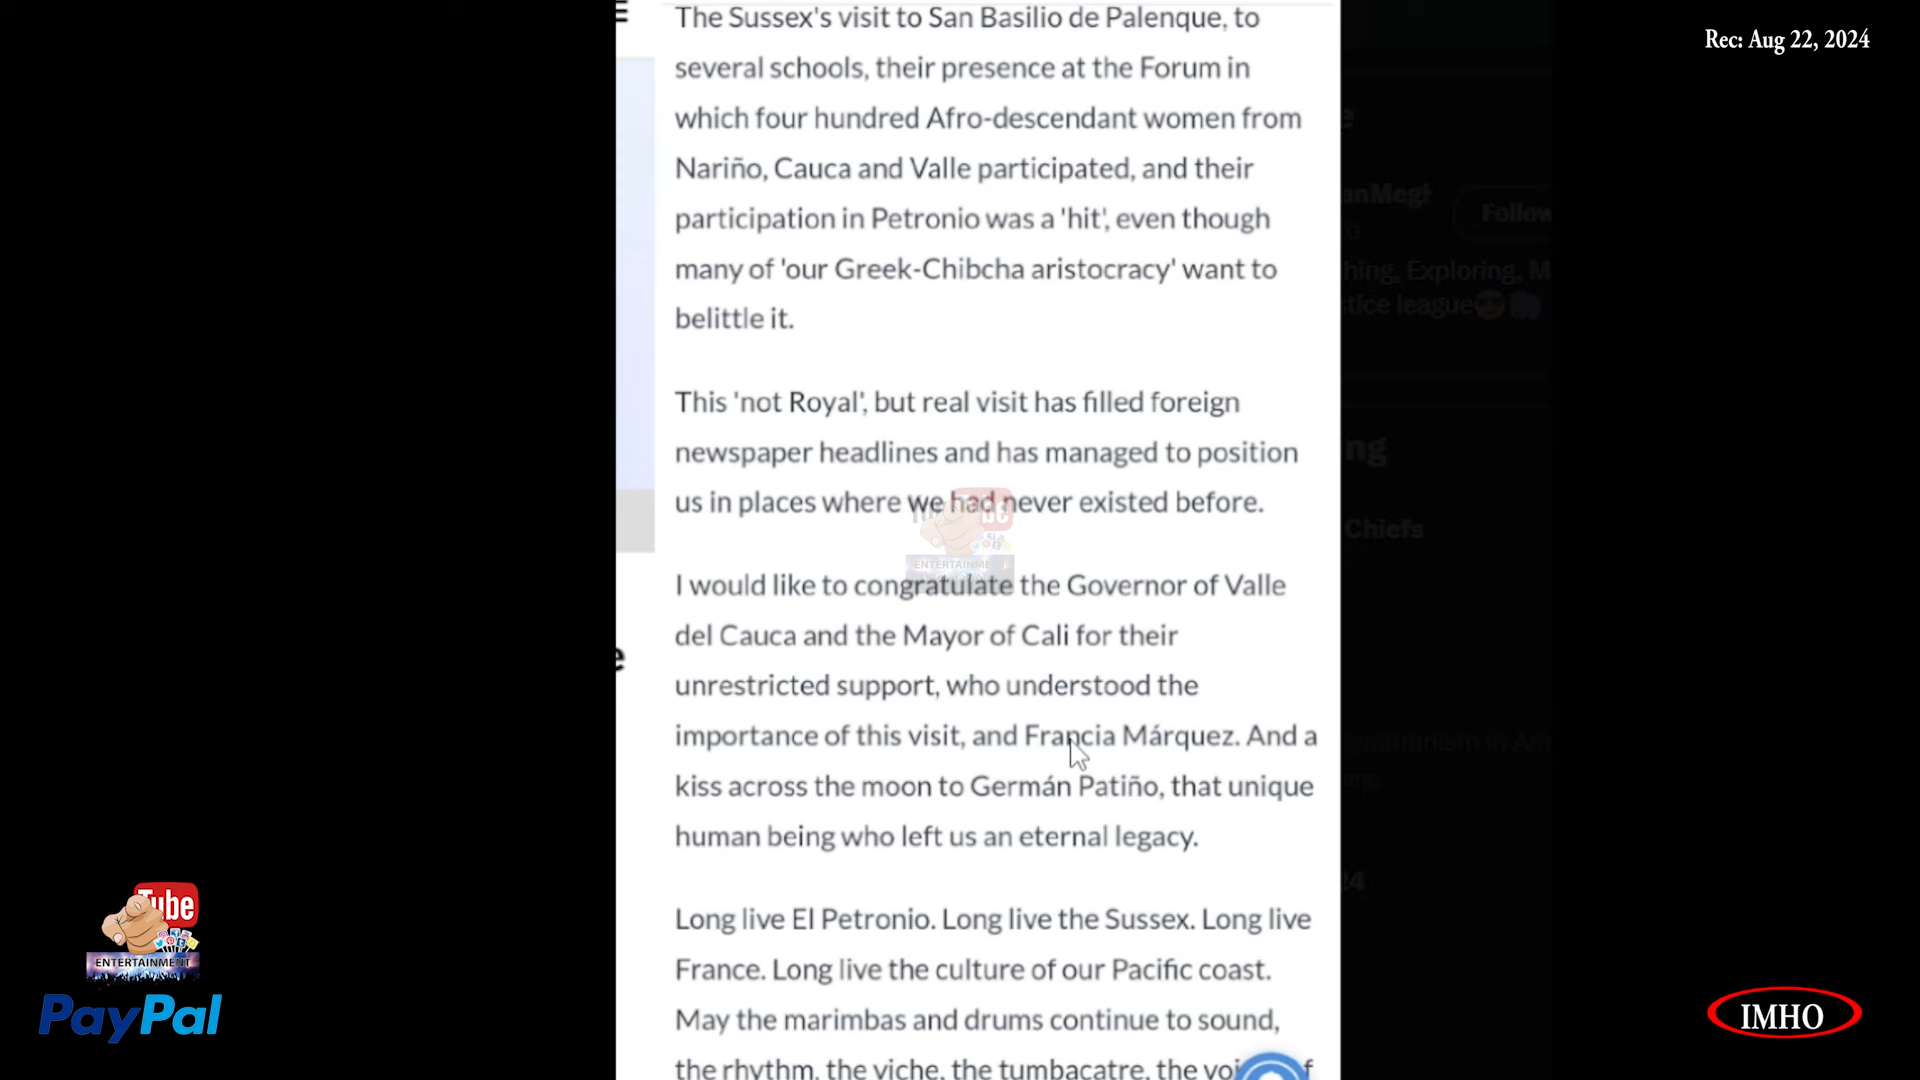 Rec: Aug 22, 2024
The Sussex's visit to San Basilio de Palenque, to
several schools, their presence at the Forum in
which four hundred Afro-descendant women from
Nariño, Cauca and Valle participated, and their
participation in Petronio was a 'hit', even though
many of 'our Greek-Chibcha aristocracy' want to
belittle it.
This 'not Royal', but real visit has filled foreign
newspaper headlines and has managed to position
us in places where we had never existed before.
I would like to congratulate the Governor of Valle
del Cauca and the Mayor of Cali for their
unrestricted support, who understood the
importance of this visit, and Francia Márquez. And a
kiss across the moon to Germán Patiño, that unique
human being who left us an eternal legacy.
Long live El Petronio. Long live the Sussex. Long live
France. Long live the culture of our Pacific coast.
May the marimbas and drums continue to sound,
the rhythm, the viche, the tumbacatre, the
Follow
hing, Exploring, M
tice league
ng
Chiefs
24
Tube
ENTERTAINMENT
PayPal
IMHO